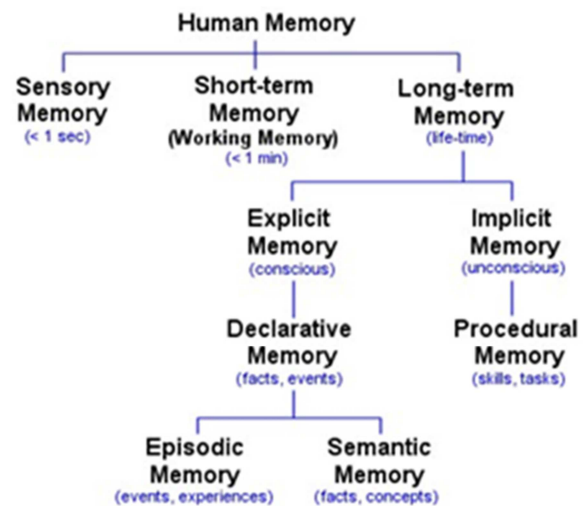 Human Memory
Sensory
Memory
(< 1 sec)
Short-term
Memory
(Working Memory)
(< 1 min)
Long-term
Memory
(life-time)
Explicit
Memory
(conscious)
Implicit
Memory
(unconscious)
Declarative
Memory
(facts, events)
Procedural
Memory
(skills, tasks)
Episodic
Memory
(events, experiences)
Semantic
Memory
(facts, concepts)